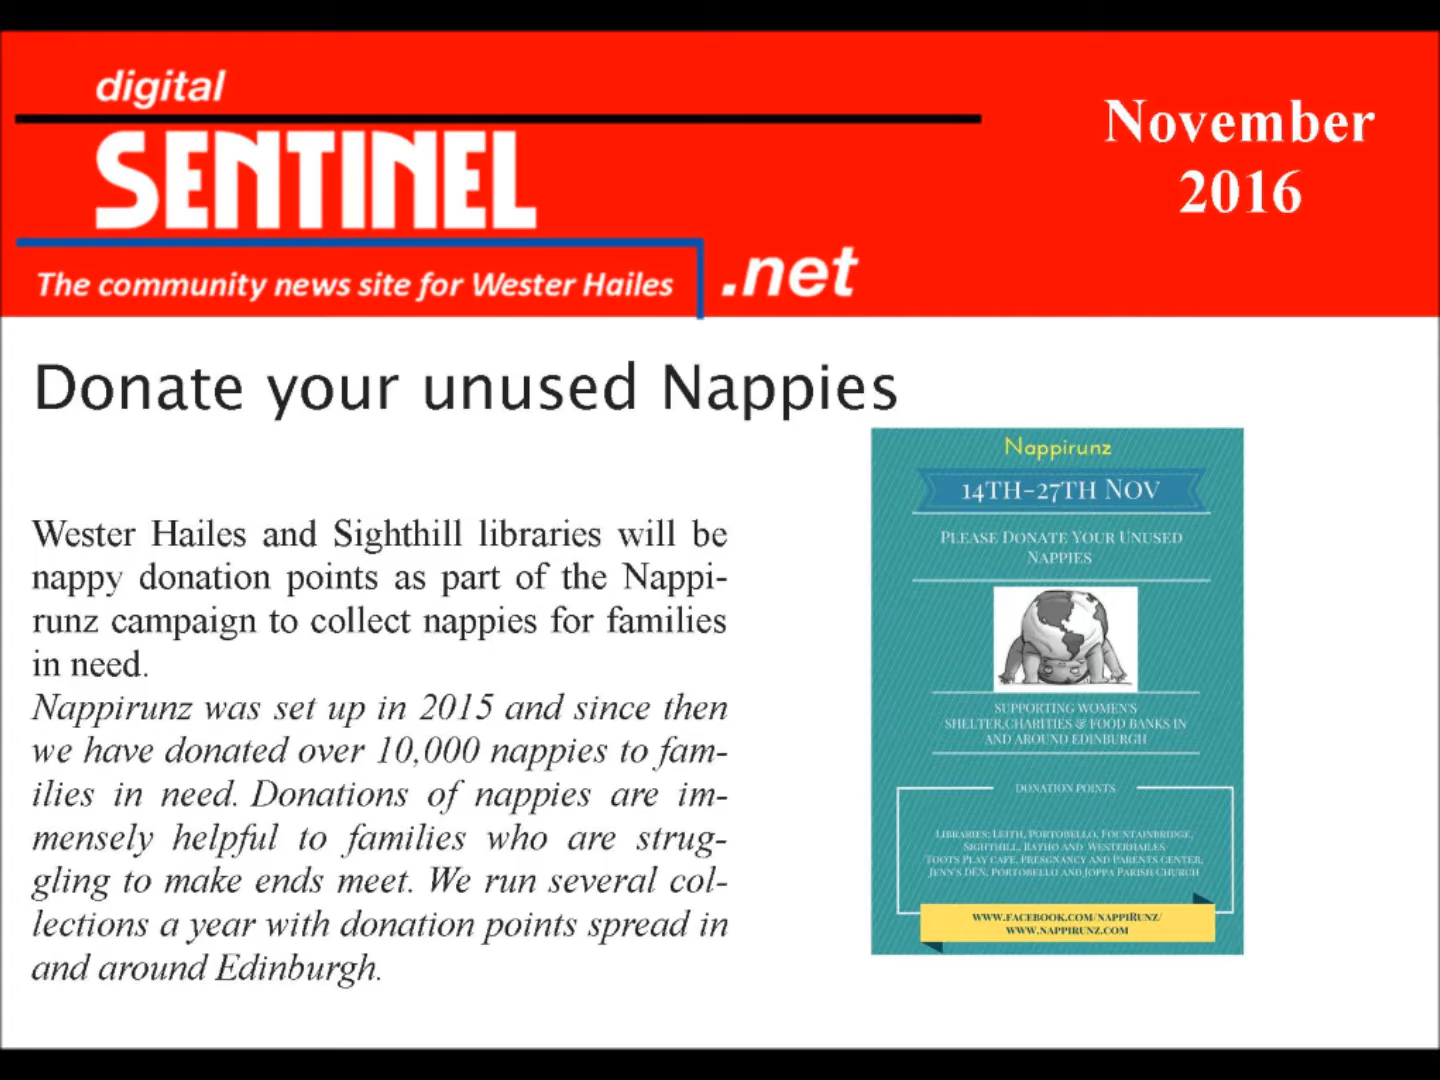 digital
SENTINEL
The community news site for Wester Hailes
.net
November
2016
Donate your unused Nappies
Wester Hailes and Sighthill libraries will be
nappy donation points as part of the Nappi-
runz campaign to collect nappies for families
in need.
Nappirunz was set up in 2015 and since then
we have donated over 10,000 nappies to fam-
ilies in need. Donations of nappies are im-
mensely helpful to families who are strug-
gling to make ends meet. We run several col-
lections a year with donation points spread in
and around Edinburgh.
Nappirunz
14TH-27TH NOV
PLEASE DONATE YOUR UNUSED
NAPPIES
SUPPORTING WOMEN'S
SHELTER,CHARITIES & FOOD BANKS IN
AND AROUND EDINBURGH
DONATION POINTS
LIBRARIES: LEITH, PORTOBELLO, FOUNTAINBRIDGE,
SIGHTHILL, RATHO AND WESTERHAILES
TOOTS PLAY CAFE, PRESGNANCY AND PARENTS CENTER,
JENN'S DEN, PORTOBELLO AND JOPPA PARISH CHURCH
WWW.FACEBOOK.COM/NAPPIRUNZ/
WWW.NAPPIRUNZ.COM